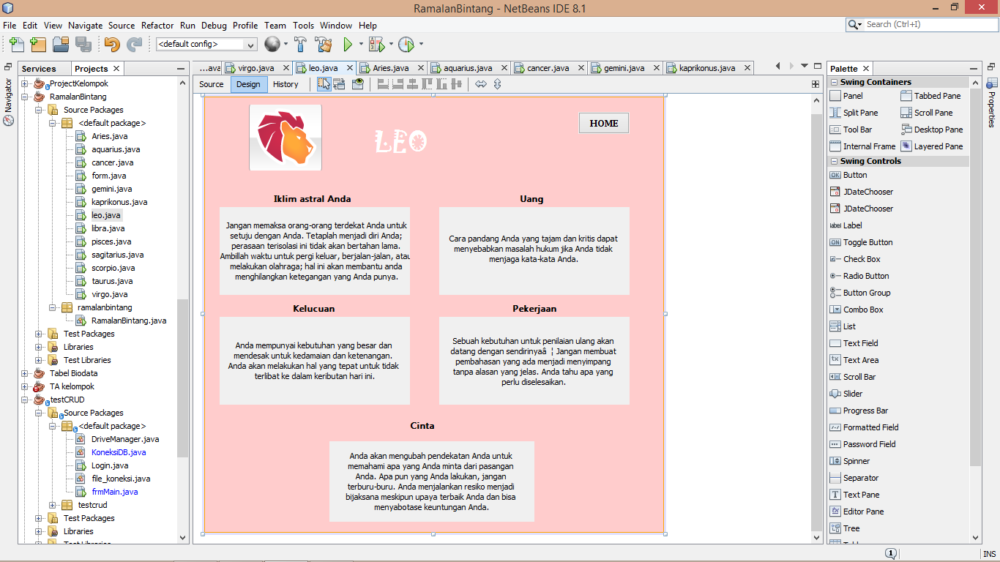 RamalanBintang - NetBeans IDE 8.1
File Edit View Navigate Source Refactor Run Debug Profile Team Tools Window Help
Search (Ctrl+I)
<default config>
Navigator
Services Projects
ProjectKelompok
RamalanBintang
Source Packages
<default package>
Aries.java
aquarius.java
cancer.java
form.java
gemini.java
kaprikonus.java
leo.java
libra.java
pisces.java
sagitarius.java
scorpio.java
taurus.java
virgo.java
ramalanbintang
RamalanBintang.java
Test Packages
Libraries
Test Libraries
Tabel Biodata
TA kelompok
testCRUD
Source Packages
<default package>
DriveManager.java
KoneksiDB.java
Login.java
file_koneksi.java
frmMain.java
testcrud
Test Packages
Libraries
Test Libraries
...ava virgo.java leo.java Aries.java aquarius.java cancer.java gemini.java kaprikonus.java
Source Design History
LEO
HOME
Iklim astral Anda
Jangan memaksa orang-orang terdekat Anda untuk
setuju dengan Anda. Tetaplah menjadi diri Anda;
perasaan terisolasi ini tidak akan bertahan lama.
Ambillah waktu untuk pergi keluar, berjalan-jalan, atau
melakukan olahraga; hal ini akan membantu anda
menghilangkan ketegangan yang Anda punya.
Uang
Cara pandang Anda yang tajam dan kritis dapat
menyebabkan masalah hukum jika Anda tidak
menjaga kata-kata Anda.
Kelucuan
Anda mempunyai kebutuhan yang besar dan
mendesak untuk kedamaian dan ketenangan.
Anda akan melakukan hal yang tepat untuk tidak
terlibat ke dalam keributan hari ini.
Pekerjaan
Sebuah kebutuhan untuk penilaian ulang akan
datang dengan sendirinyaâ ¦ Jangan membuat
pembahasan yang ada menjadi menyimpang
tanpa alasan yang jelas. Anda tahu apa yang
perlu diselesaikan.
Cinta
Anda akan mengubah pendekatan Anda untuk
memahami apa yang Anda minta dari pasangan
Anda. Apa pun yang Anda lakukan, jangan
terburu-buru. Anda menjalankan resiko menjadi
bijaksana meskipun upaya terbaik Anda dan bisa
menyabotase keuntungan Anda.
Palette
Swing Containers
Panel Tabbed Pane
Split Pane Scroll Pane
Tool Bar Desktop Pane
Internal Frame Layered Pane
Swing Controls
Button
JDateChooser
JDateChooser
Label
Toggle Button
Check Box
Radio Button
Button Group
Combo Box
List
Text Field
Text Area
Scroll Bar
Slider
Progress Bar
Formatted Field
Password Field
Spinner
Separator
Text Pane
Editor Pane
Tree
Properties
1
INS